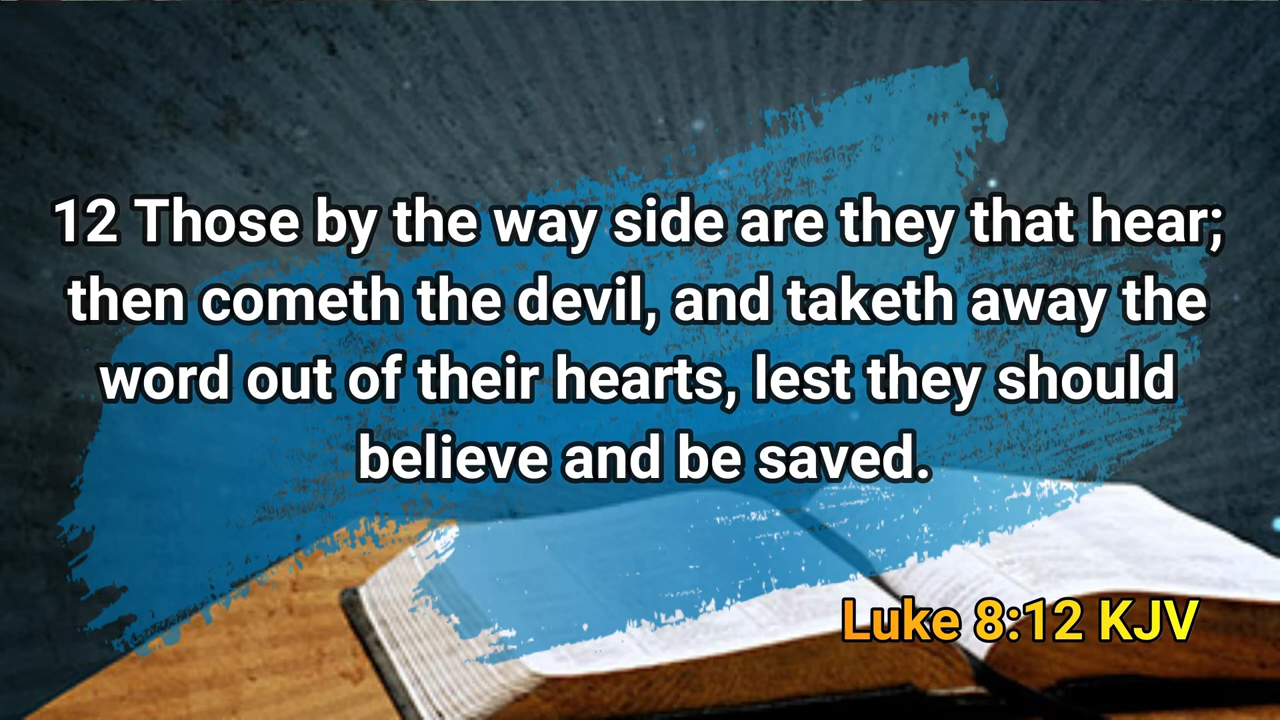 12 Those by the way side are they that hear;
then cometh the devil, and taketh away the
word out of their hearts, lest they should
believe and be saved.
Luke 8:12 KJV